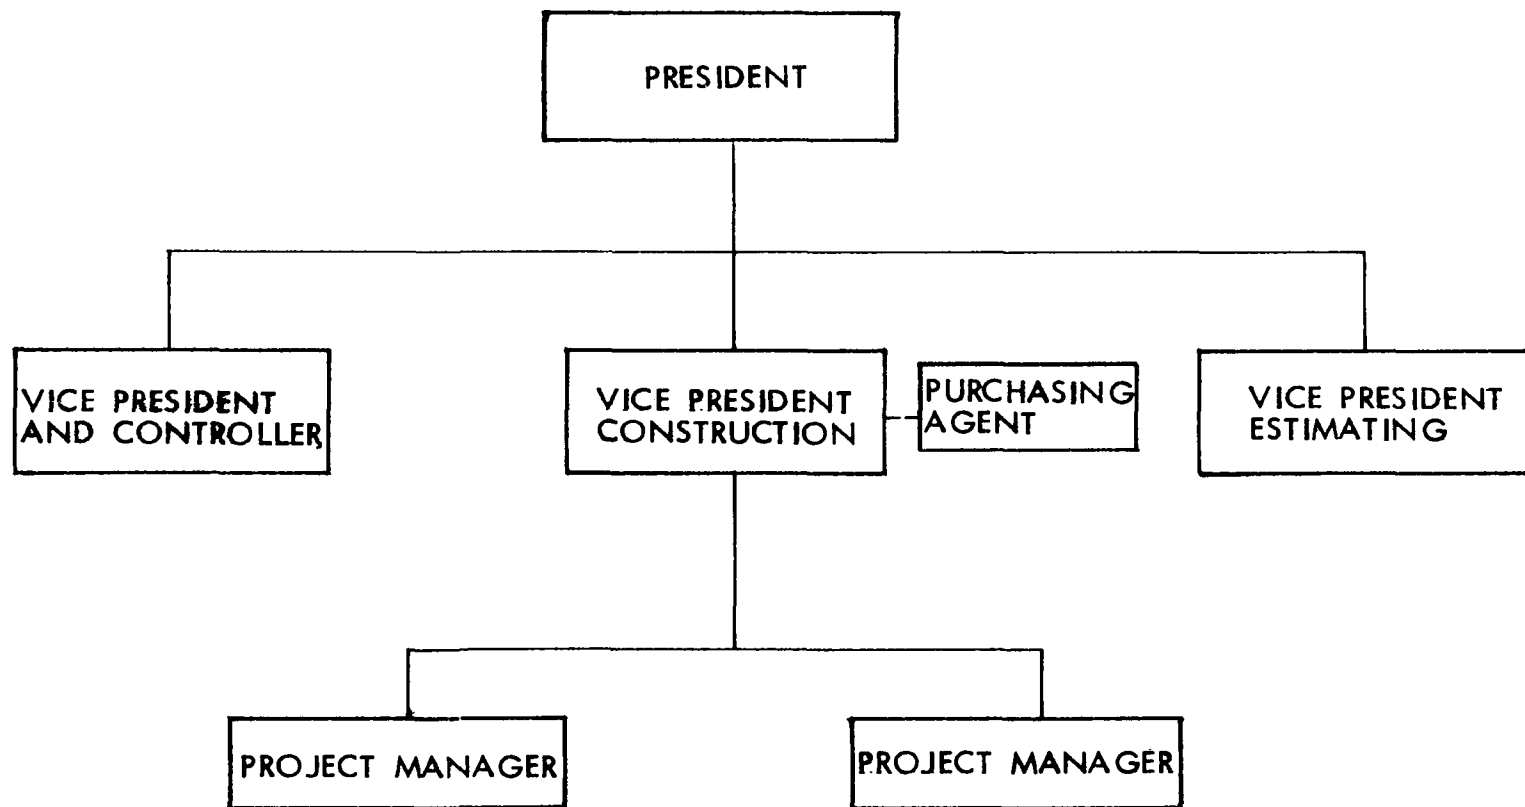 PRESIDENT
VICE PRESIDENT
AND CONTROLLER
VICE PRESIDENT
CONSTRUCTION
PURCHASING
AGENT
VICE PRESIDENT
ESTIMATING
PROJECT MANAGER
PROJECT MANAGER